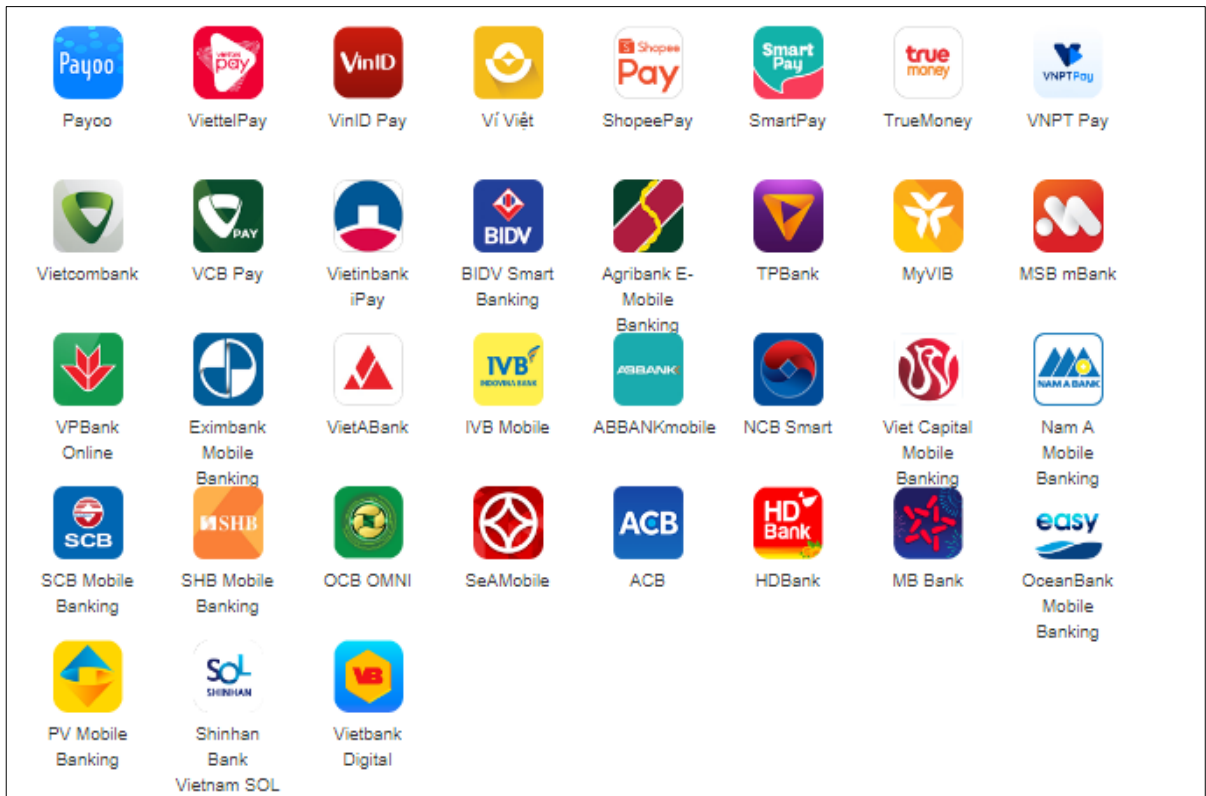 Payoo
viettel
pay
VinID
Shopee
Pay
Smart
Pay
true
money
VNPTPay
Payoo
ViettelPay
VinID Pay
Ví Việt
ShopeePay
SmartPay
TrueMoney
VNPT Pay
PAY
BIDV
Vietcombank
VCB Pay
Vietinbank
iPay
BIDV Smart
Banking
Agribank E-
Mobile
Banking
TPBank
MyVIB
MSB mBank
IVB
INDOVINA BANK
ABBANK
NAM A BANK
VPBank
Online
Eximbank
Mobile
Banking
VietABank
IVB Mobile
ABBANKmobile
NCB Smart
Viet Capital
Mobile
Banking
Nam A
Mobile
Banking
SCB
SHB
ACB
HD
Bank
easy
SCB Mobile
Banking
SHB Mobile
Banking
OCB OMNI
SeAMobile
ACB
HDBank
MB Bank
OceanBank
Mobile
Banking
SOL
SHINHAN
VB
PV Mobile
Banking
Shinhan
Bank
Vietnam SOL
Vietbank
Digital